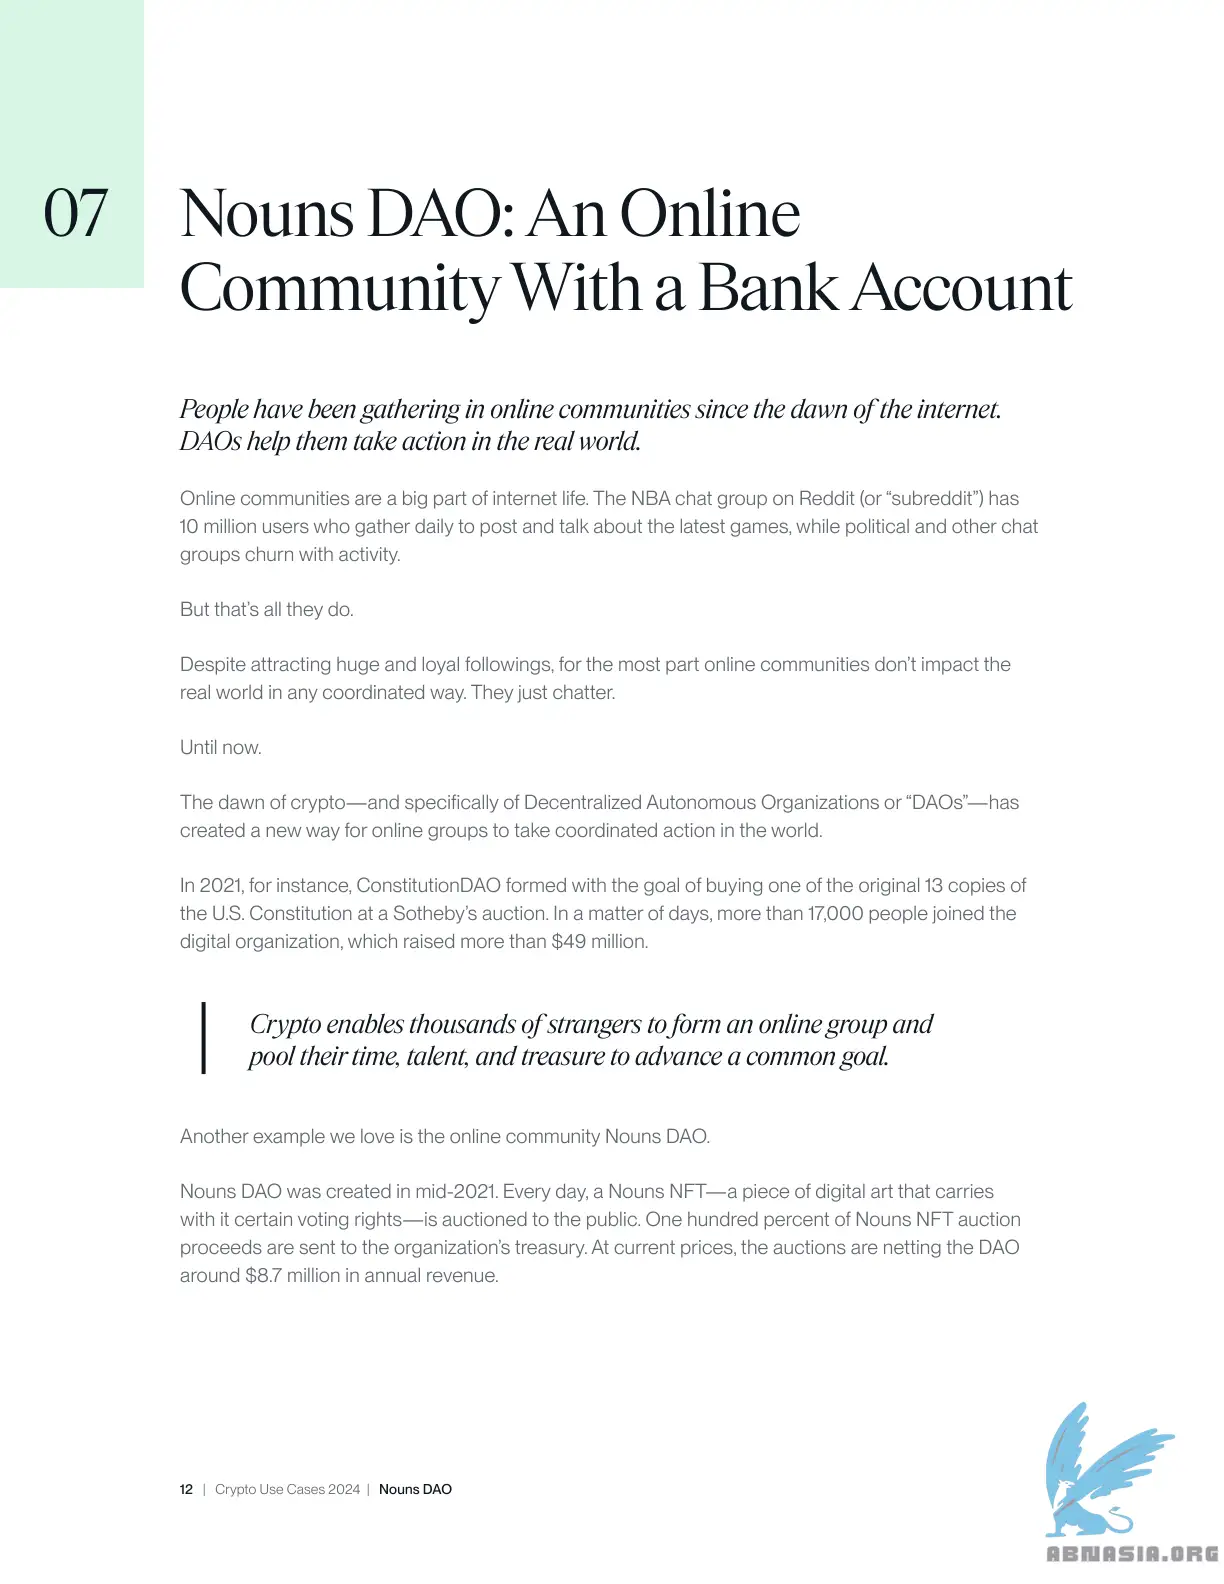 07
Nouns DAO: An Online
Community With a Bank Account
People have been gathering in online communities since the dawn of the internet.
DAOs help them take action in the real world.
Online communities are a big part of internet life. The NBA chat group on Reddit (or “subreddit”) has
10 million users who gather daily to post and talk about the latest games, while political and other chat
groups churn with activity.
But that’s all they do.
Despite attracting huge and loyal followings, for the most part online communities don’t impact the
real world in any coordinated way. They just chatter.
Until now.
The dawn of crypto—and specifically of Decentralized Autonomous Organizations or “DAOs”—has
created a new way for online groups to take coordinated action in the world.
In 2021, for instance, ConstitutionDAO formed with the goal of buying one of the original 13 copies of
the U.S. Constitution at a Sotheby’s auction. In a matter of days, more than 17,000 people joined the
digital organization, which raised more than $49 million.
Crypto enables thousands of strangers to form an online group and
pool their time, talent, and treasure to advance a common goal.
Another example we love is the online community Nouns DAO.
Nouns DAO was created in mid-2021. Every day, a Nouns NFT—a piece of digital art that carries
with it certain voting rights—is auctioned to the public. One hundred percent of Nouns NFT auction
proceeds are sent to the organization’s treasury. At current prices, the auctions are netting the DAO
around $8.7 million in annual revenue.
12 | Crypto Use Cases 2024 | Nouns DAO
ABNASIA.ORG